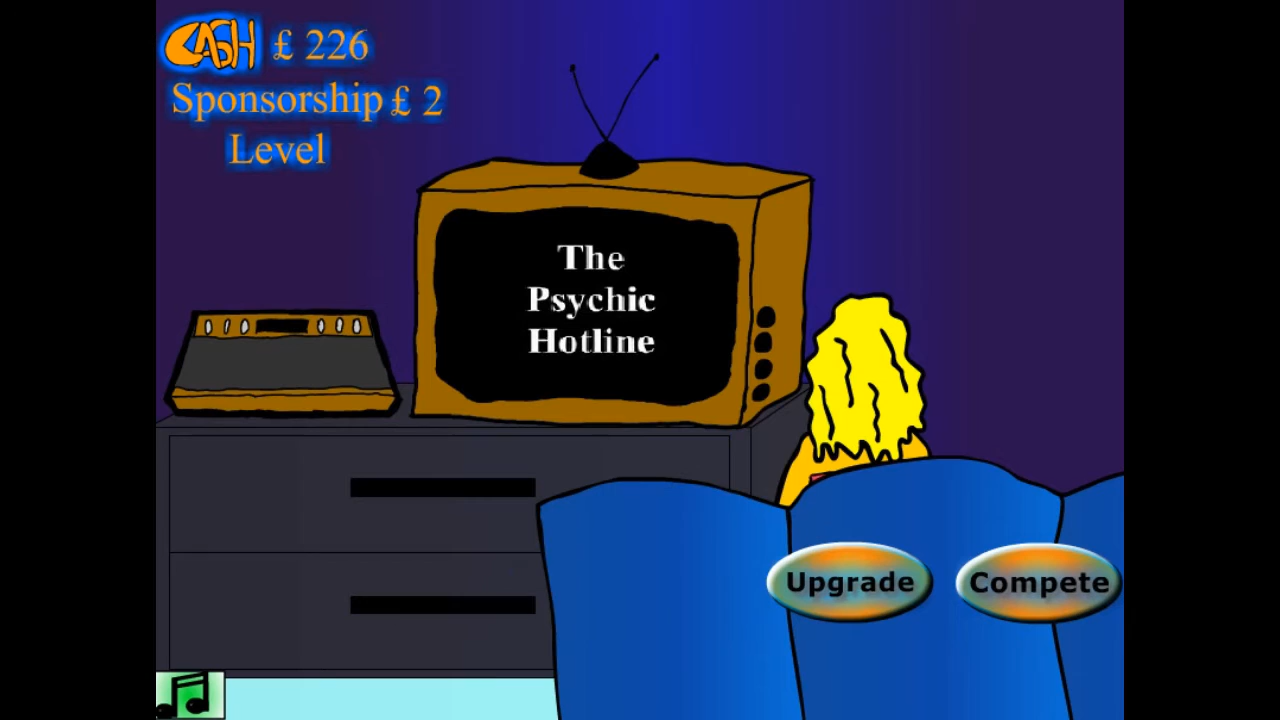 CASH £ 226
Sponsorship £ 2
Level
The
Psychic
Hotline
Upgrade
Compete